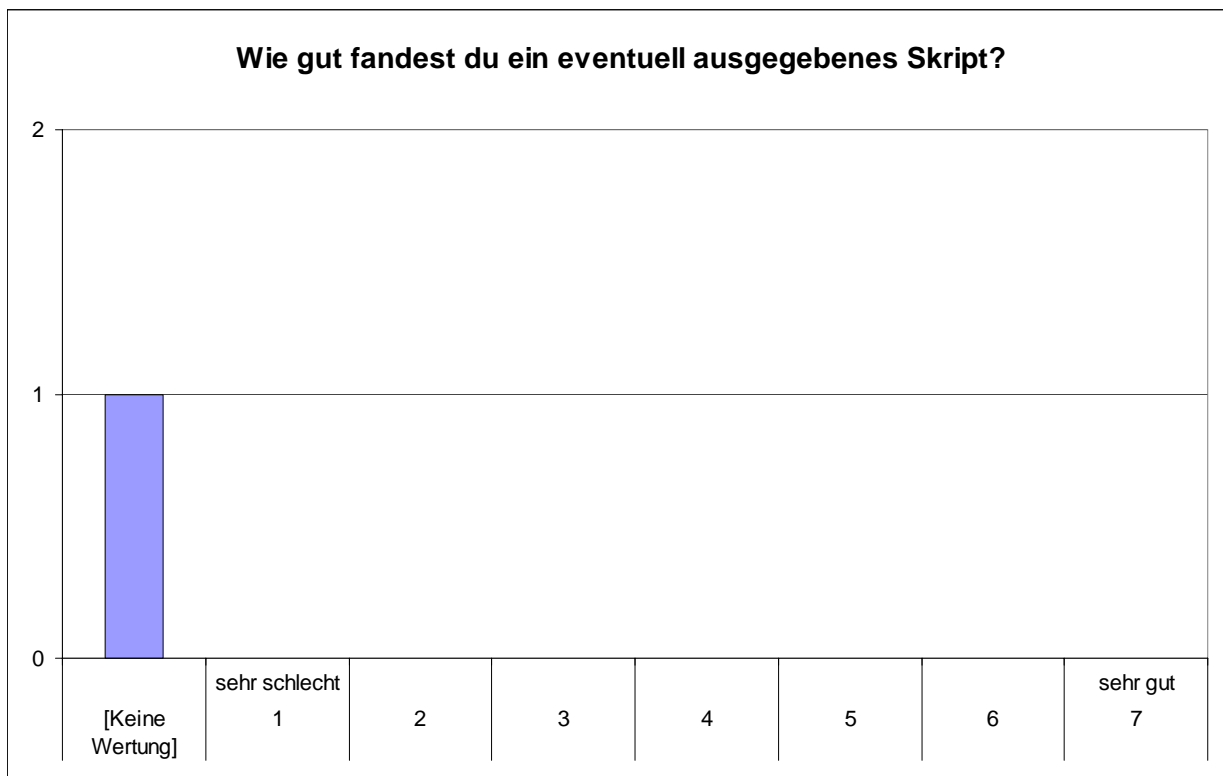 Wie gut fandest du ein eventuell ausgegebenes Skript?
2
1
0
sehr schlecht
sehr gut
[Keine
Wertung]
1
2
3
4
5
6
7